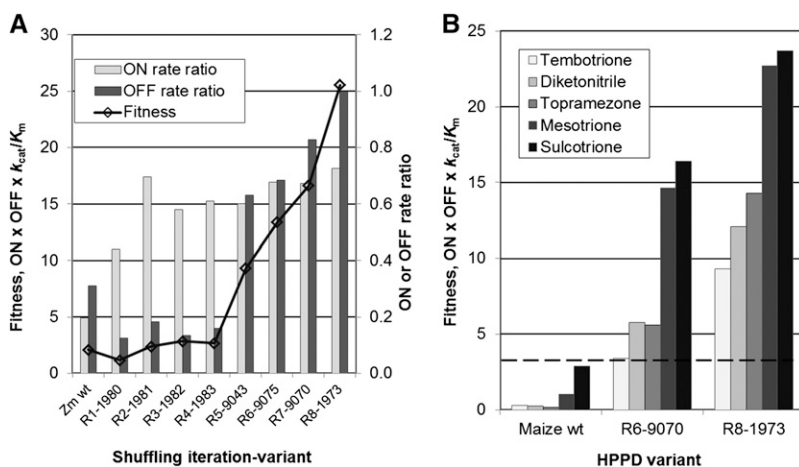 A
Fitness, ON x OFF x kcat/Km
30
25
20
15
10
5
0
ON rate ratio
OFF rate ratio
Fitness
1.2
1.0
0.8
0.6
0.4
0.2
0.0
ON or OFF rate ratio
Zm wt
R1-1980
R2-1981
R3-1982
R4-1983
R5-9043
R6-9075
R7-9070
R8-1973
Shuffling iteration-variant
B
Fitness, ON x OFF x kcat/Km
25
20
15
10
5
0
Tembotrione
Diketonitrile
Topramezone
Mesotrione
Sulcotrione
Maize wt
R6-9070
R8-1973
HPPD variant